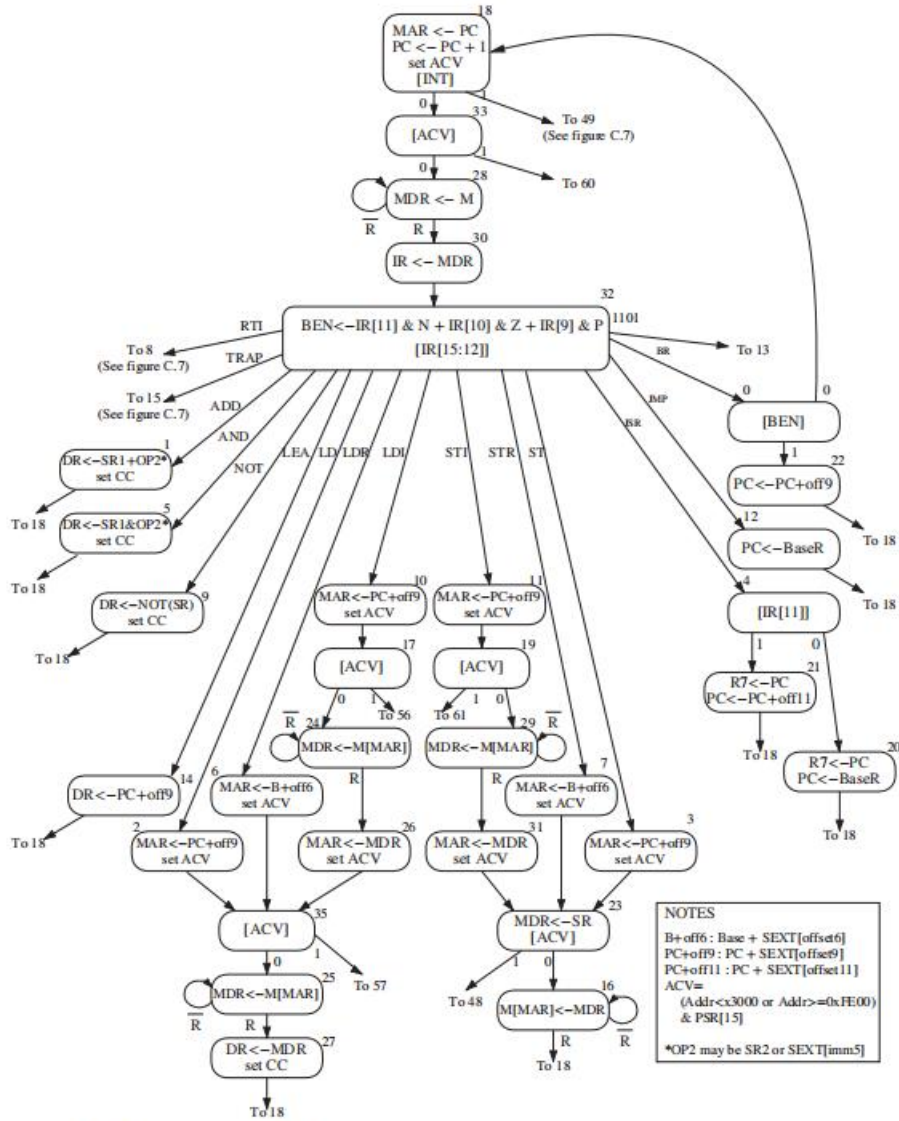 18
MAR <- PC
PC <- PC + 1
set ACV
[INT]
0
1
To 49
(See figure C.7)
33
[ACV]
0
1
To 60
28
MDR <- M
R
R
30
IR <- MDR
32
BEN<-IR[11] & N + IR[10] & Z + IR[9] & P
[IR[15:12]]
1101
To 13
RTI
To 8
(See figure C.7)
TRAP
To 15
(See figure C.7)
ADD
AND
NOT
LEA
LD
LDR
LDI
STI
STR
ST
JSR
JMP
BR
0
0
[BEN]
1
22
PC<-PC+off9
To 18
1
DR<-SR1+OP2*
set CC
To 18
5
DR<-SR1&OP2*
set CC
To 18
12
PC<-BaseR
To 18
9
DR<-NOT(SR)
set CC
To 18
10
MAR<-PC+off9
set ACV
11
MAR<-PC+off9
set ACV
4
[IR[11]]
1
0
17
[ACV]
0
1
To 56
19
[ACV]
1
0
To 61
21
R7<-PC
PC<-PC+off11
To 18
24
MDR<-M[MAR]
R
R
29
MDR<-M[MAR]
R
R
20
R7<-PC
PC<-BaseR
To 18
14
DR<-PC+off9
To 18
6
MAR<-B+off6
set ACV
7
MAR<-B+off6
set ACV
2
MAR<-PC+off9
set ACV
26
MAR<-MDR
set ACV
31
MAR<-MDR
set ACV
3
MAR<-PC+off9
set ACV
35
[ACV]
0
1
To 57
23
MDR<-SR
[ACV]
1
0
To 48
25
MDR<-M[MAR]
R
R
16
M[MAR]<-MDR
R
R
To 18
27
DR<-MDR
set CC
To 18
NOTES
B+off6 : Base + SEXT[offset6]
PC+off9 : PC + SEXT[offset9]
PC+off11 : PC + SEXT[offset11]
ACV=
(Addr<x3000 or Addr>=0xFE00)
& PSR[15]
*OP2 may be SR2 or SEXT[imm5]